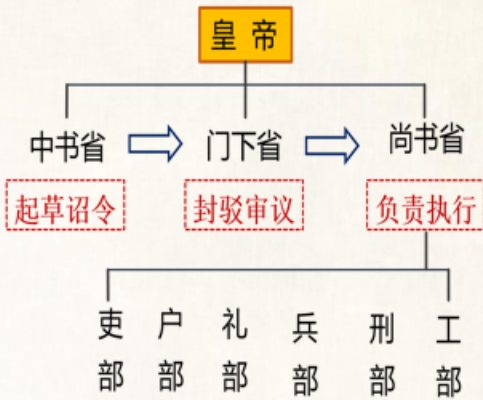 皇帝
中书省 门下省 尚书省
起草诏令 封驳审议 负责执行
吏部 户部 礼部 兵部 刑部 工部